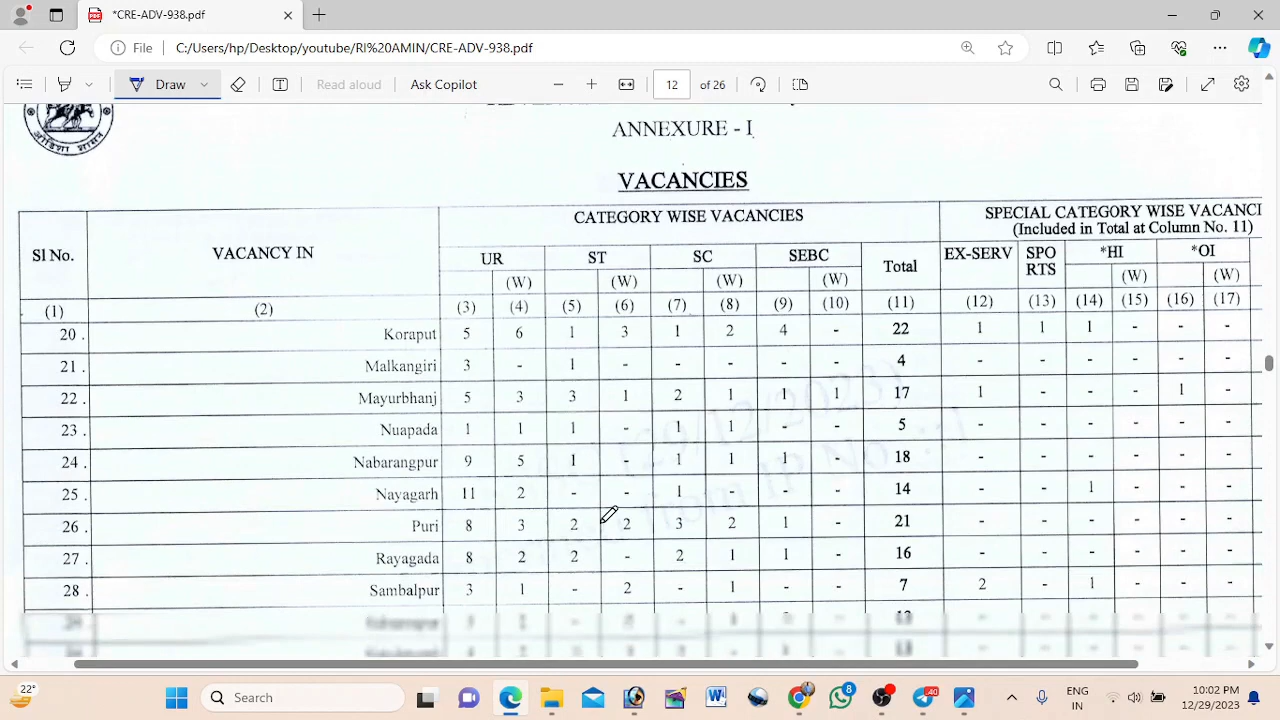 *CRE-ADV-938.pdf
File C:/Users/hp/Desktop/youtube/RI%20AMIN/CRE-ADV-938.pdf
Draw Read aloud Ask Copilot 12 of 26
ANNEXURE - I
VACANCIES
Sl No. VACANCY IN CATEGORY WISE VACANCIES SPECIAL CATEGORY WISE VACANCI
(Included in Total at Column No. 11)
UR ST SC SEBC Total EX-SERV SPO RTS *HI *OI
(W) (W) (W) (W) (W) (W)
(1) (2) (3) (4) (5) (6) (7) (8) (9) (10) (11) (12) (13) (14) (15) (16) (17)
20 . Koraput 5 6 1 3 1 2 4 - 22 1 1 1 - - -
21 . Malkangiri 3 - 1 - - - - - 4 - - - - - -
22 . Mayurbhanj 5 3 3 1 2 1 1 1 17 1 - - - 1 -
23 . Nuapada 1 1 1 - 1 1 - - 5 - - - - - -
24 . Nabarangpur 9 5 1 - 1 1 1 - 18 - - - - - -
25 . Nayagarh 11 2 - - 1 - - - 14 - - 1 - - -
26 . Puri 8 3 2 2 3 2 1 - 21 - - - - - -
27 . Rayagada 8 2 2 - 2 1 1 - 16 - - - - - -
28 . Sambalpur 3 1 - 2 - 1 - - 7 2 - 1 - - -
22° Search ENG 10:02 PM
IN 12/29/2023